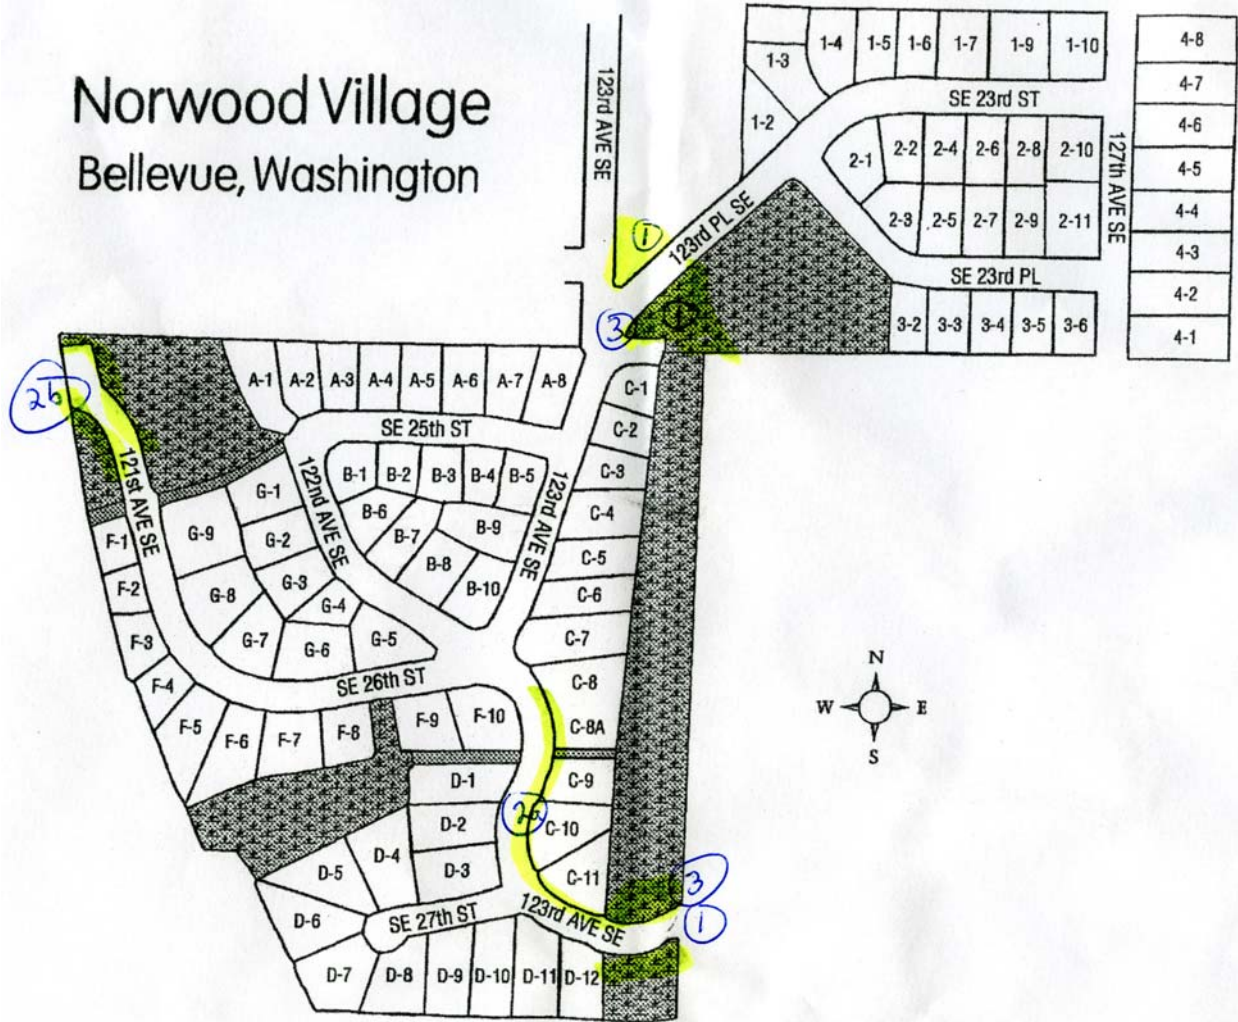 Norwood Village
Bellevue, Washington
123rd AVE SE
1-3
1-4
1-5
1-6
1-7
1-9
1-10
1-2
SE 23rd ST
2-1
2-2
2-4
2-6
2-8
2-10
2-3
2-5
2-7
2-9
2-11
127th AVE SE
4-8
4-7
4-6
4-5
4-4
4-3
4-2
4-1
1
123rd PL SE
SE 23rd PL
3
1
3-2
3-3
3-4
3-5
3-6
2b
A-1
A-2
A-3
A-4
A-5
A-6
A-7
A-8
C-1
SE 25th ST
C-2
121st AVE SE
122nd AVE SE
B-1
B-2
B-3
B-4
B-5
123rd AVE SE
C-3
G-1
B-6
B-7
B-9
C-4
F-1
G-9
G-2
B-8
C-5
F-2
G-8
G-3
G-4
B-10
C-6
F-3
G-7
G-6
G-5
C-7
F-4
SE 26th ST
C-8
F-5
F-6
F-7
F-8
F-9
F-10
C-8A
D-1
C-9
2a
D-2
C-10
D-5
D-4
D-3
C-11
3
D-6
SE 27th ST
123rd AVE SE
1
D-7
D-8
D-9
D-10
D-11
D-12
N
W
E
S